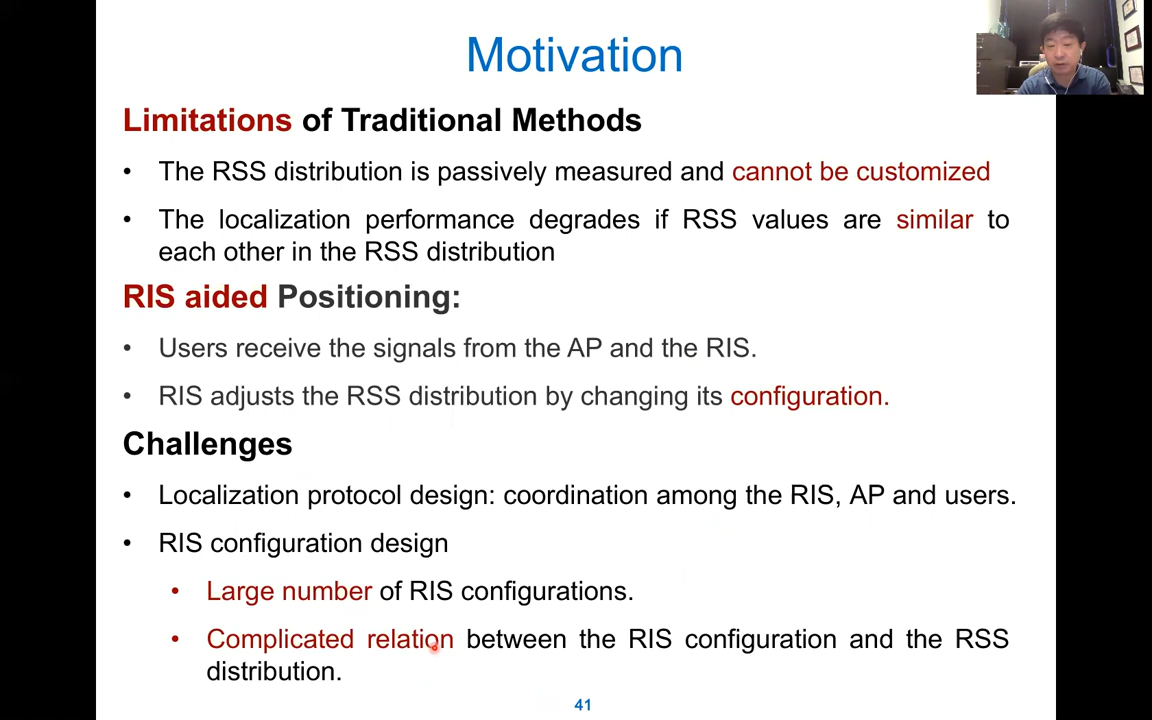 Motivation
Limitations of Traditional Methods
• The RSS distribution is passively measured and cannot be customized
• The localization performance degrades if RSS values are similar to
each other in the RSS distribution
RIS aided Positioning:
• Users receive the signals from the AP and the RIS.
• RIS adjusts the RSS distribution by changing its configuration.
Challenges
• Localization protocol design: coordination among the RIS, AP and users.
• RIS configuration design
• Large number of RIS configurations.
• Complicated relation between the RIS configuration and the RSS
distribution.
41